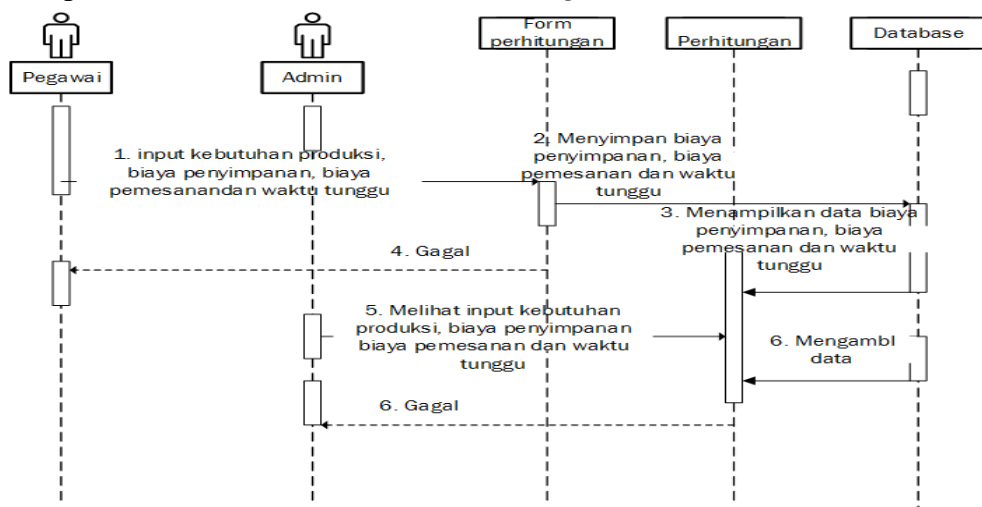 Pegawai
Admin
Form
perhitungan
Perhitungan
Database
1. input kebutuhan produksi,
biaya penyimpanan, biaya
pemesanandan waktu tunggu
2. Menyimpan biaya
penyimpanan, biaya
pemesanan dan waktu
tunggu
3. Menampilkan data biaya
penyimpanan, biaya
pemesanan dan waktu
tunggu
4. Gagal
5. Melihat input kebutuhan
produksi, biaya penyimpanan
biaya pemesanan dan waktu
tunggu
6. Mengambl
data
6. Gagal